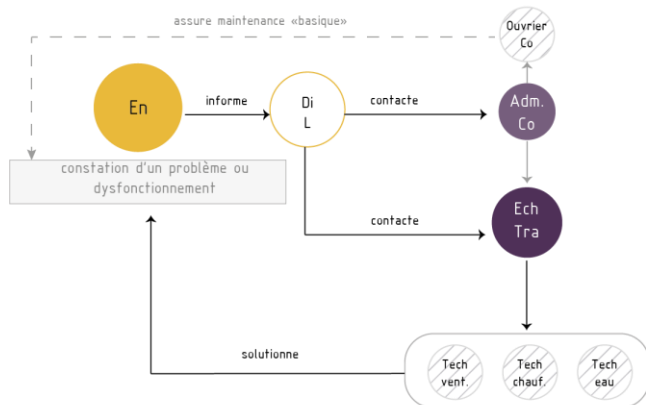 assure maintenance «basique»
Ouvrier
Co
En
informe
Di
L
contacte
Adm.
Co
constation d'un problème ou
dysfonctionnement
contacte
Ech
Tra
solutionne
Tech
vent.
Tech
chauf.
Tech
eau